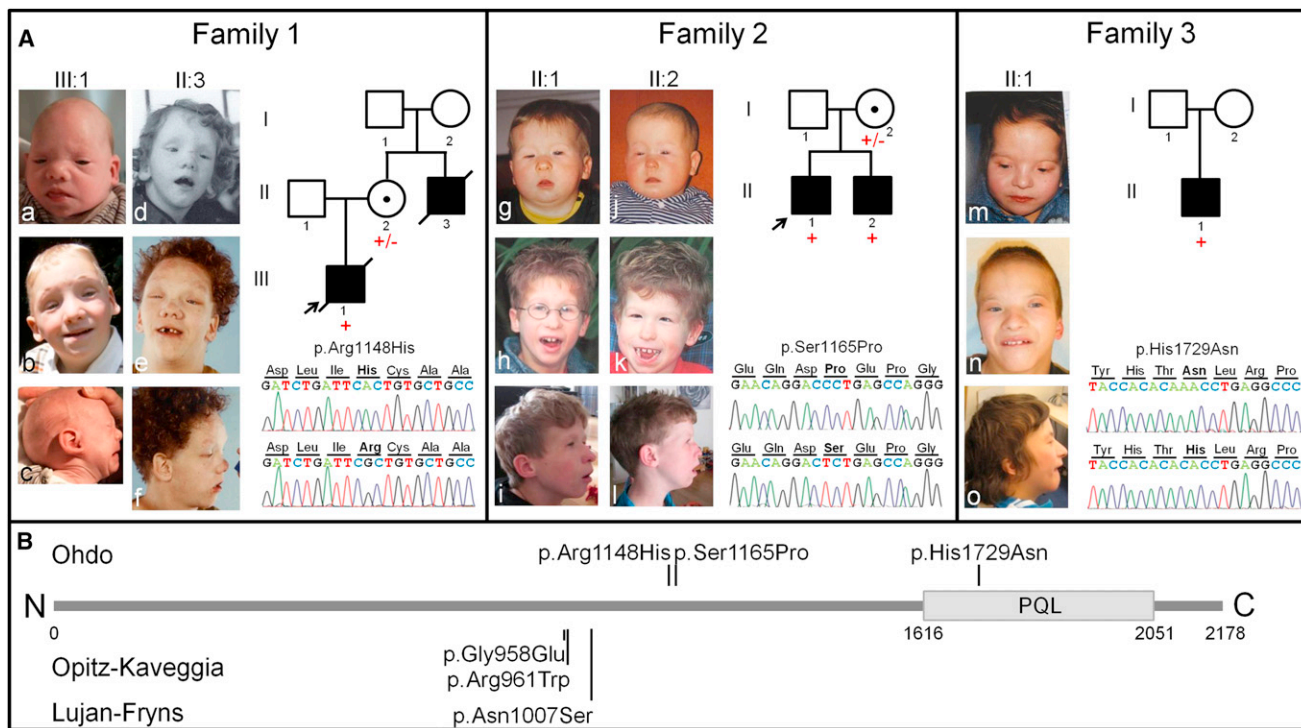 A
Family 1
Family 2
Family 3
III:1
II:3
a
d
b
e
c
f
I
II
III
1
2
1
2
3
+/-
1
+
p.Arg1148His
Asp Leu Ile His Cys Ala Ala
GATCTGATTCACTGTGCTGCC
Asp Leu Ile Arg Cys Ala Ala
GATCTGATTCGCTGTGCTGCC
II:1
II:2
g
j
h
k
i
l
I
II
1
2
+/-
1
2
+
+
p.Ser1165Pro
Glu Gln Asp Pro Glu Pro Gly
GAACAGGACCCTGAGCCAGGG
Glu Gln Asp Ser Glu Pro Gly
GAACAGGACTCTGAGCCAGGG
II:1
m
n
o
I
II
1
2
1
+
p.His1729Asn
Tyr His Thr Asn Leu Arg Pro
TACCACACAAACCTGAGGCCC
Tyr His Thr His Leu Arg Pro
TACCACACACACCTGAGGCCC
B
Ohdo
p.Arg1148His p.Ser1165Pro
p.His1729Asn
N
PQL
C
0
1616
2051
2178
p.Gly958Glu
Opitz-Kaveggia
p.Arg961Trp
Lujan-Fryns
p.Asn1007Ser